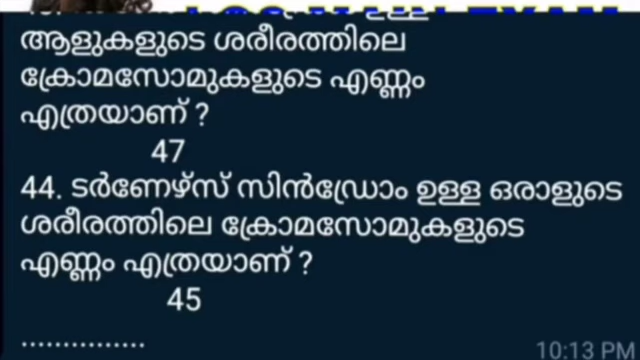 ആളുകളുടെ ശരീരത്തിലെ
ക്രോമസോമുകളുടെ എണ്ണം
എത്രയാണ് ?
47
44. ടർണേഴ്സ് സിൻഡ്രോം ഉള്ള ഒരാളുടെ
ശരീരത്തിലെ ക്രോമസോമുകളുടെ
എണ്ണം എത്രയാണ് ?
45
...............
10:13 PM